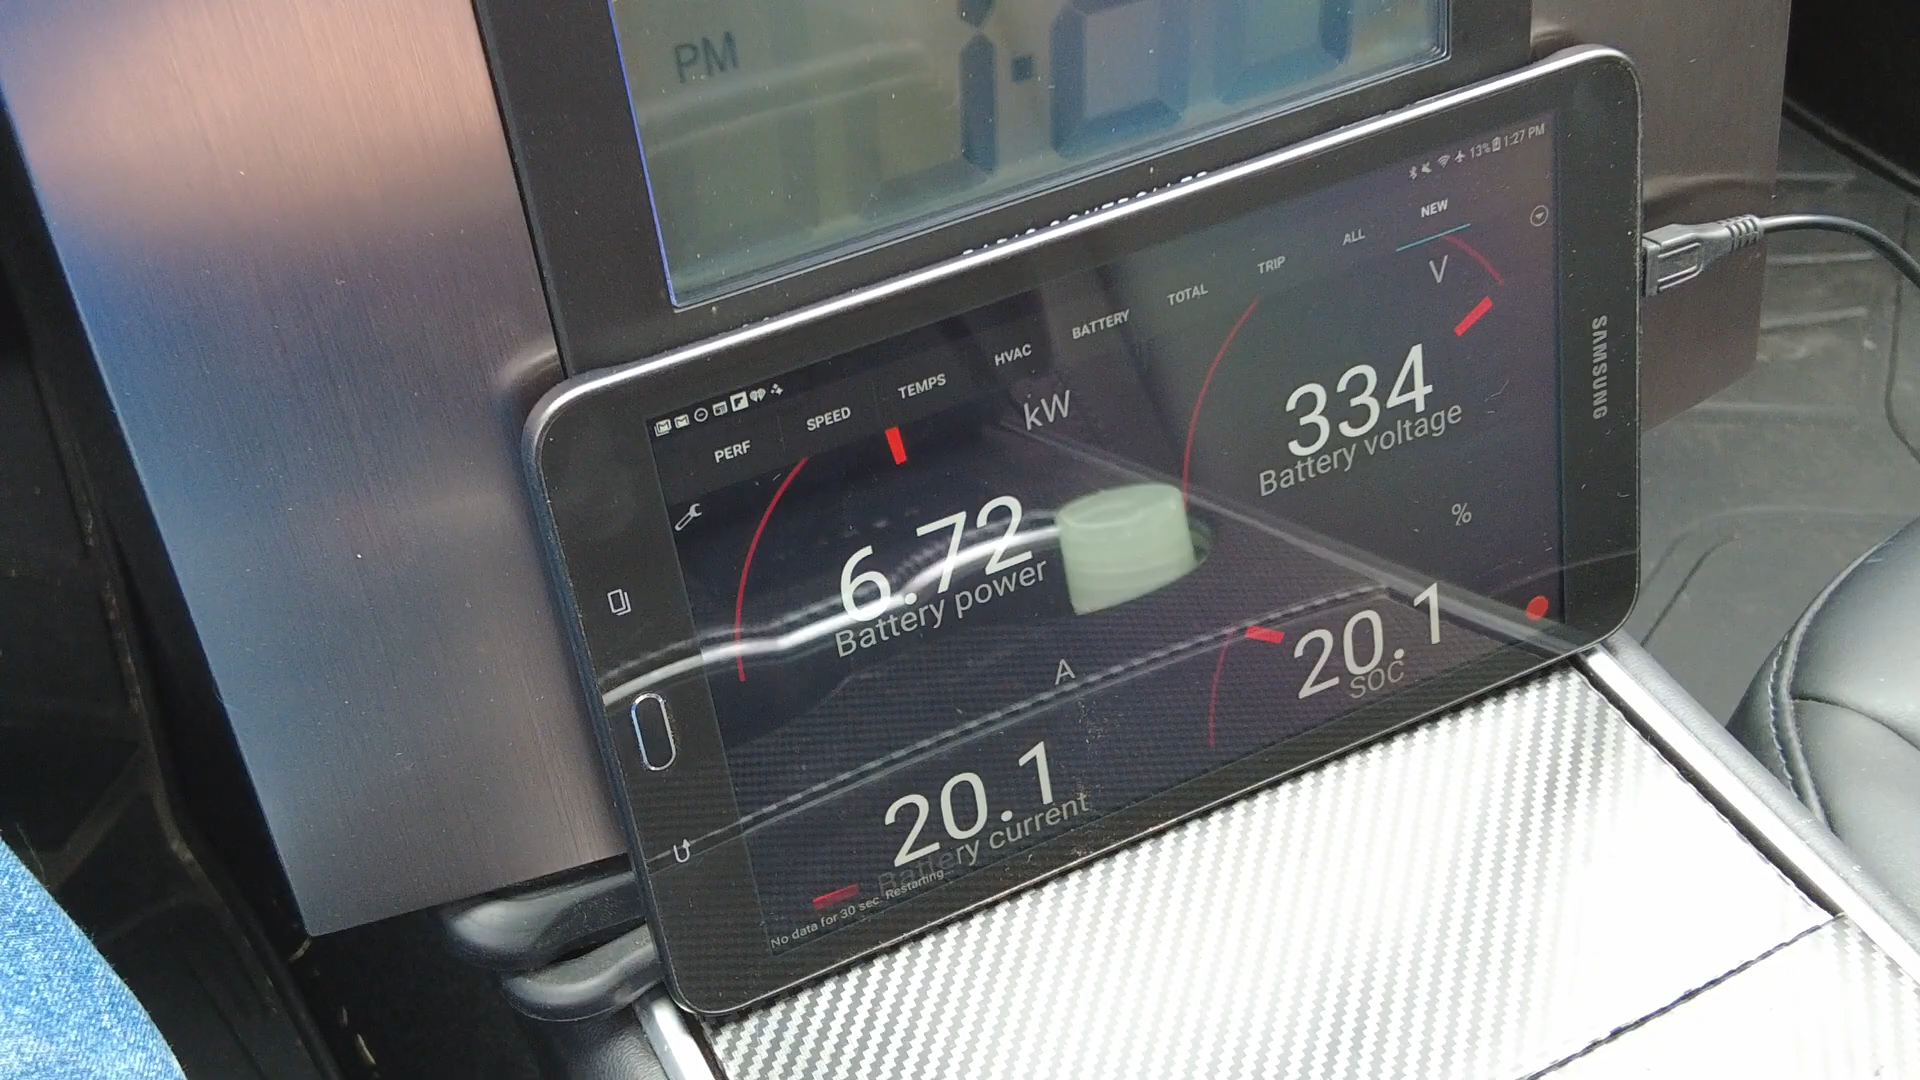 PM
13% 1:27 PM
PERF SPEED TEMPS HVAC BATTERY TOTAL TRIP ALL NEW
kW
6.72
Battery power
V
334
Battery voltage
A
20.1
Battery current
%
20.1
SOC
No data for 30 sec. Restarting...
SAMSUNG